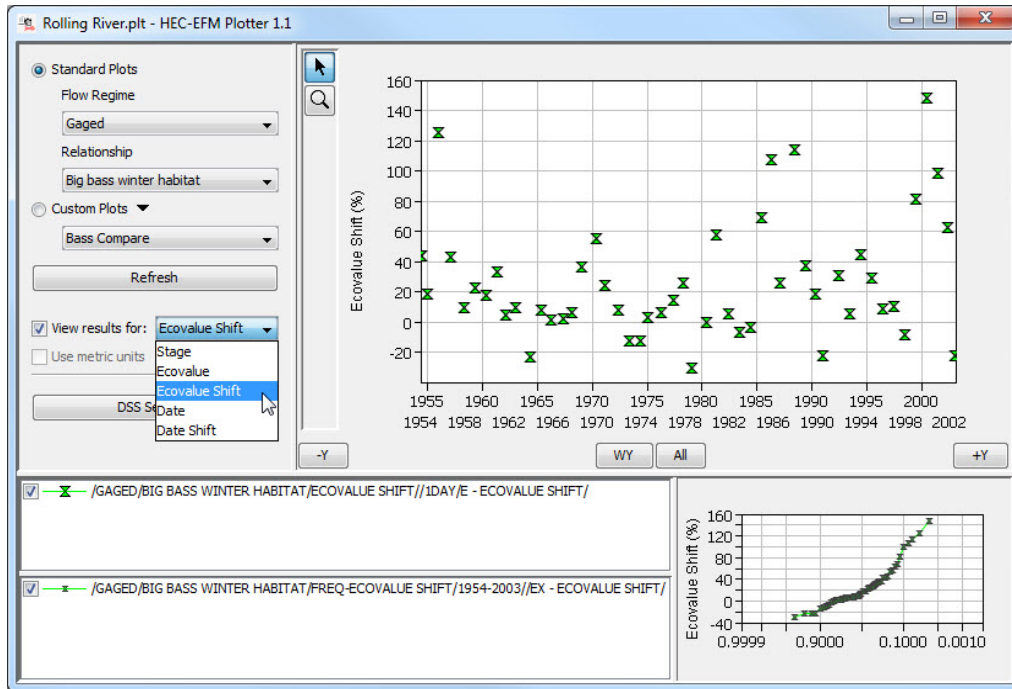 Rolling River.plt - HEC-EFM Plotter 1.1
Standard Plots
Flow Regime
Gaged
Relationship
Big bass winter habitat
Custom Plots
Bass Compare
Refresh
View results for: Ecovalue Shift
Use metric units
Stage
Ecovalue
Ecovalue Shift
Date
Date Shift
DSS Se
Ecovalue Shift (%)
160
140
120
100
80
60
40
20
0
-20
1955 1960 1965 1970 1975 1980 1985 1990 1995 2000
1954 1958 1962 1966 1970 1974 1978 1982 1986 1990 1994 1998 2002
-Y WY All +Y
/GAGED/BIG BASS WINTER HABITAT/ECOVALUE SHIFT//1DAY/E - ECOVALUE SHIFT/
/GAGED/BIG BASS WINTER HABITAT/FREQ-ECOVALUE SHIFT/1954-2003//EX - ECOVALUE SHIFT/
Ecovalue Shift (%)
160
120
80
40
0
-40
0.9999 0.9000 0.1000 0.0010